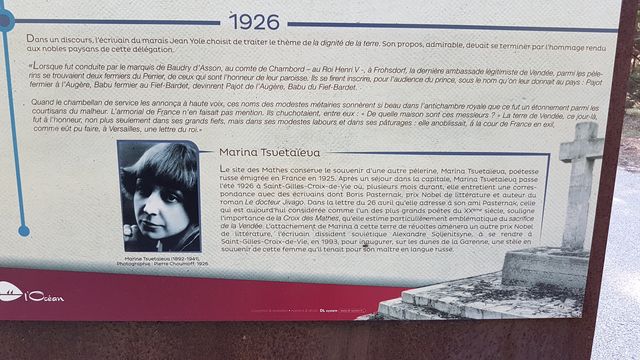 1926
Dans un discours, l'écrivain du marais Jean Yole choisit de traiter le thème de la dignité de la terre. Son propos, admirable, devait se terminer par l'hommage rendu
aux nobles paysans de cette délégation.
«Lorsque fut conduite par le marquis de Baudry d'Asson, au comte de Chambord – au Roi Henri V -, à Frohsdorf, la dernière ambassade légitimiste de Vendée, parmi les pèle-
rins se trouvaient deux fermiers du Perrier, de ceux qui sont l'honneur de leur paroisse. Ils se firent inscrire, pour l'audience du prince, sous le nom qu'on leur donnait au pays : Pajot
fermier à l'Augère, Babu fermier au Fief-Bardet, devinrent Pajot de l'Augère, Babu du Fief-Bardet.
Quand le chambellan de service les annonça à haute voix, ces noms des modestes métairies sonnèrent si beau dans l'antichambre royale que ce fut un étonnement parmi les
courtisans du malheur. L'armorial de France n'en faisait pas mention. Ils chuchotaient, entre eux : « De quelle maison sont ces messieurs ? » La terre de Vendée, ce jour-là,
fut à l'honneur, non plus seulement dans ses grands fiefs, mais dans ses modestes labours et dans ses pâturages : elle anoblissait, à la cour de France en exil,
comme eût pu faire, à Versailles, une lettre du roi.»
Marina Tsvetaïeva
Le site des Mathes conserve le souvenir d'une autre pèlerine, Marina Tsvetaïeva, poétesse
russe émigrée en France en 1925. Après un séjour dans la capitale, Marina Tsvetaïeva passe
l'été 1926 à Saint-Gilles-Croix-de-Vie où, plusieurs mois durant, elle entretient une corres-
pondance avec des écrivains dont Boris Pasternak, prix Nobel de littérature et auteur du
roman Le docteur Jivago. Dans la lettre du 26 avril qu'elle adresse à son ami Pasternak, celle
qui est aujourd'hui considérée comme l'un des plus grands poètes du XXème siècle, souligne
l'importance de la Croix des Mathes, qu'elle estime particulièrement emblématique du sacrifice
de la Vendée. L'attachement de Marina à cette terre de révoltes amènera un autre prix Nobel
de littérature, l'écrivain dissident soviétique Alexandre Soljenitsyne, à se rendre à
Saint-Gilles-Croix-de-Vie, en 1993, pour inaugurer, sur les dunes de la Garenne, une stèle en
souvenir de cette femme qu'il tenait pour son maître en langue russe.
Marine Tsvetaieva (1892-1941),
Photographie : Pierre Choumoff, 1926
l'Océan
DL system